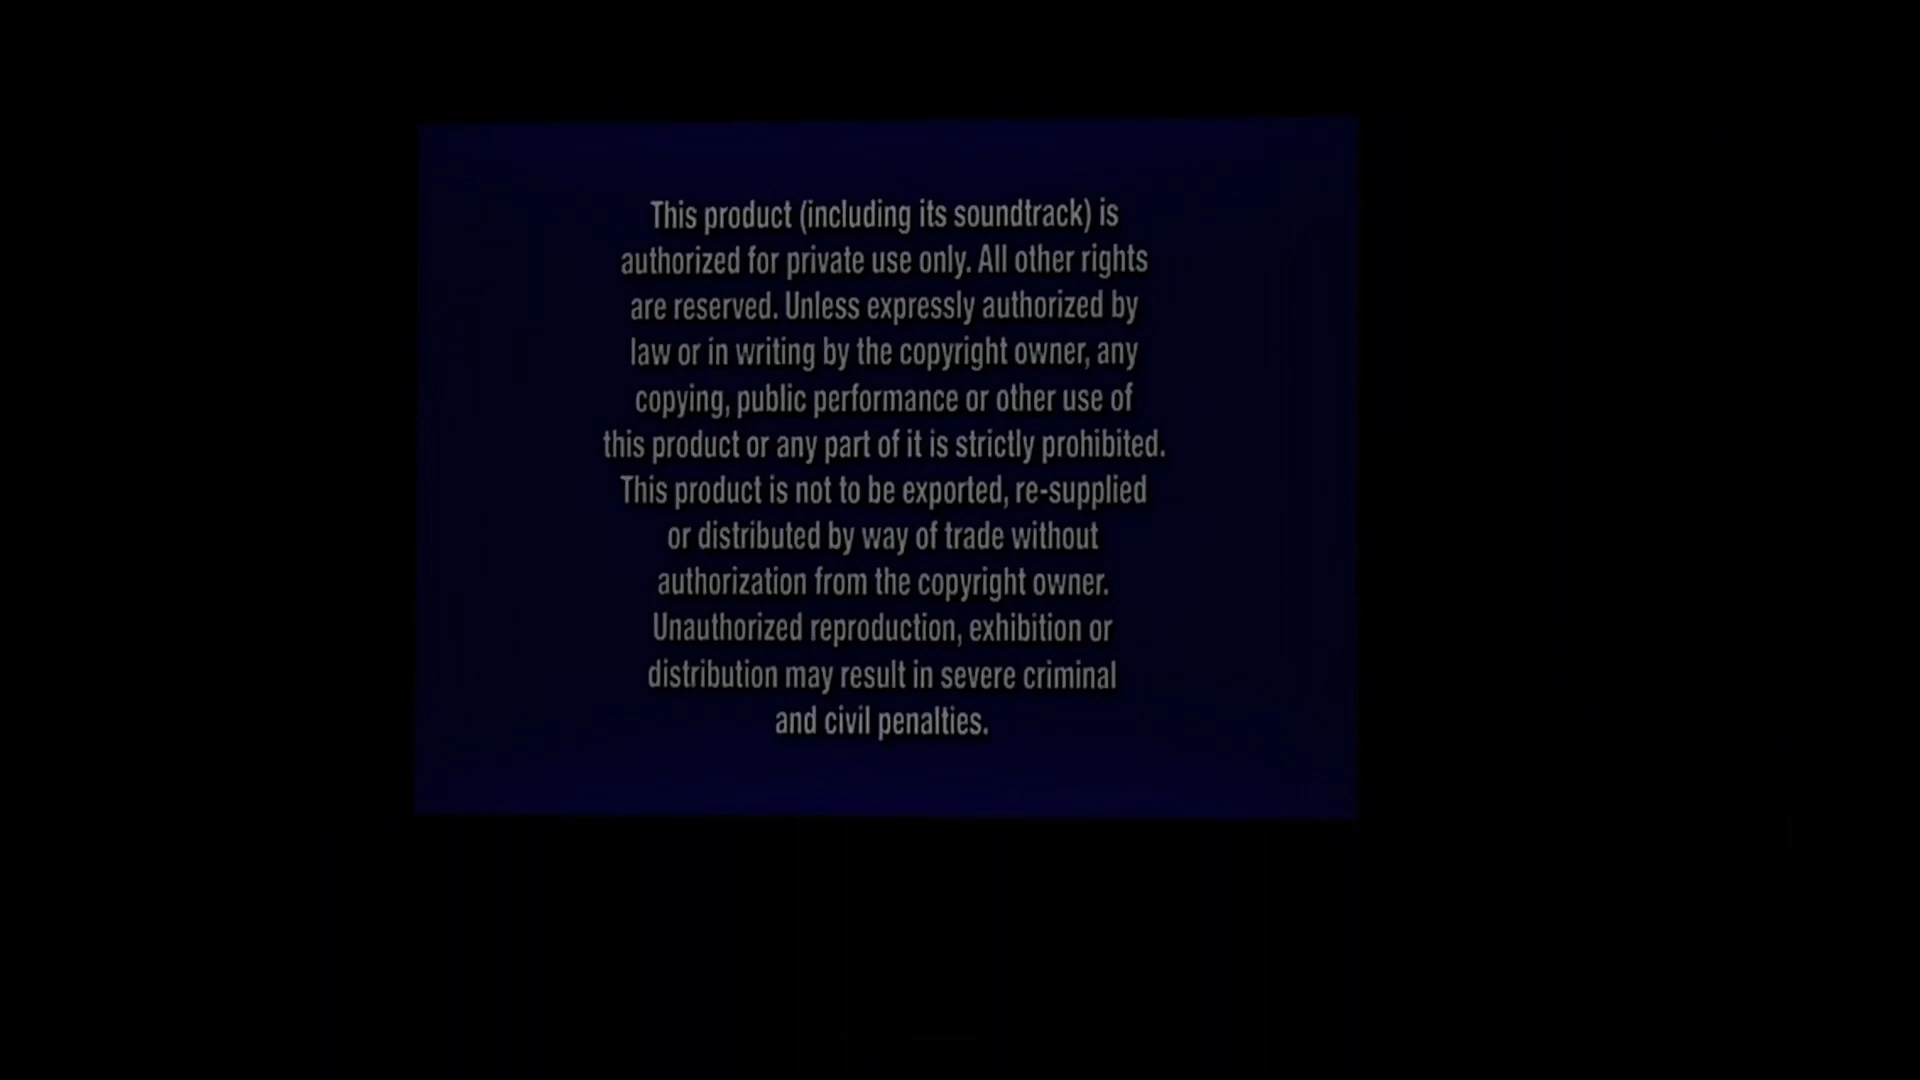 This product (including its soundtrack) is
authorized for private use only. All other rights
are reserved. Unless expressly authorized by
law or in writing by the copyright owner, any
copying, public performance or other use of
this product or any part of it is strictly prohibited.
This product is not to be exported, re-supplied
or distributed by way of trade without
authorization from the copyright owner.
Unauthorized reproduction, exhibition or
distribution may result in severe criminal
and civil penalties.